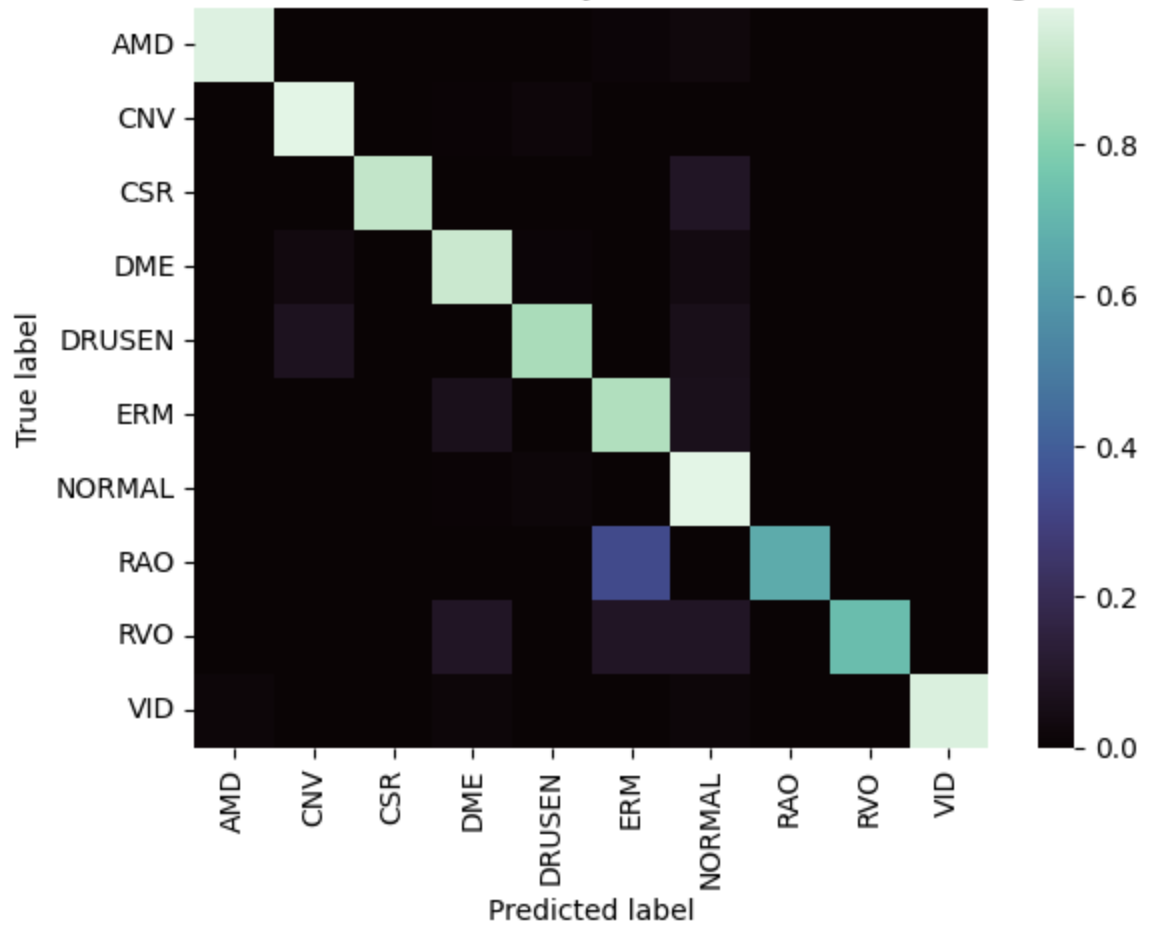 AMD
CNV
CSR
DME
DRUSEN
ERM
NORMAL
RAO
RVO
VID
True label
AMD
CNV
CSR
DME
DRUSEN
ERM
NORMAL
RAO
RVO
VID
Predicted label
0.8
0.6
0.4
0.2
0.0